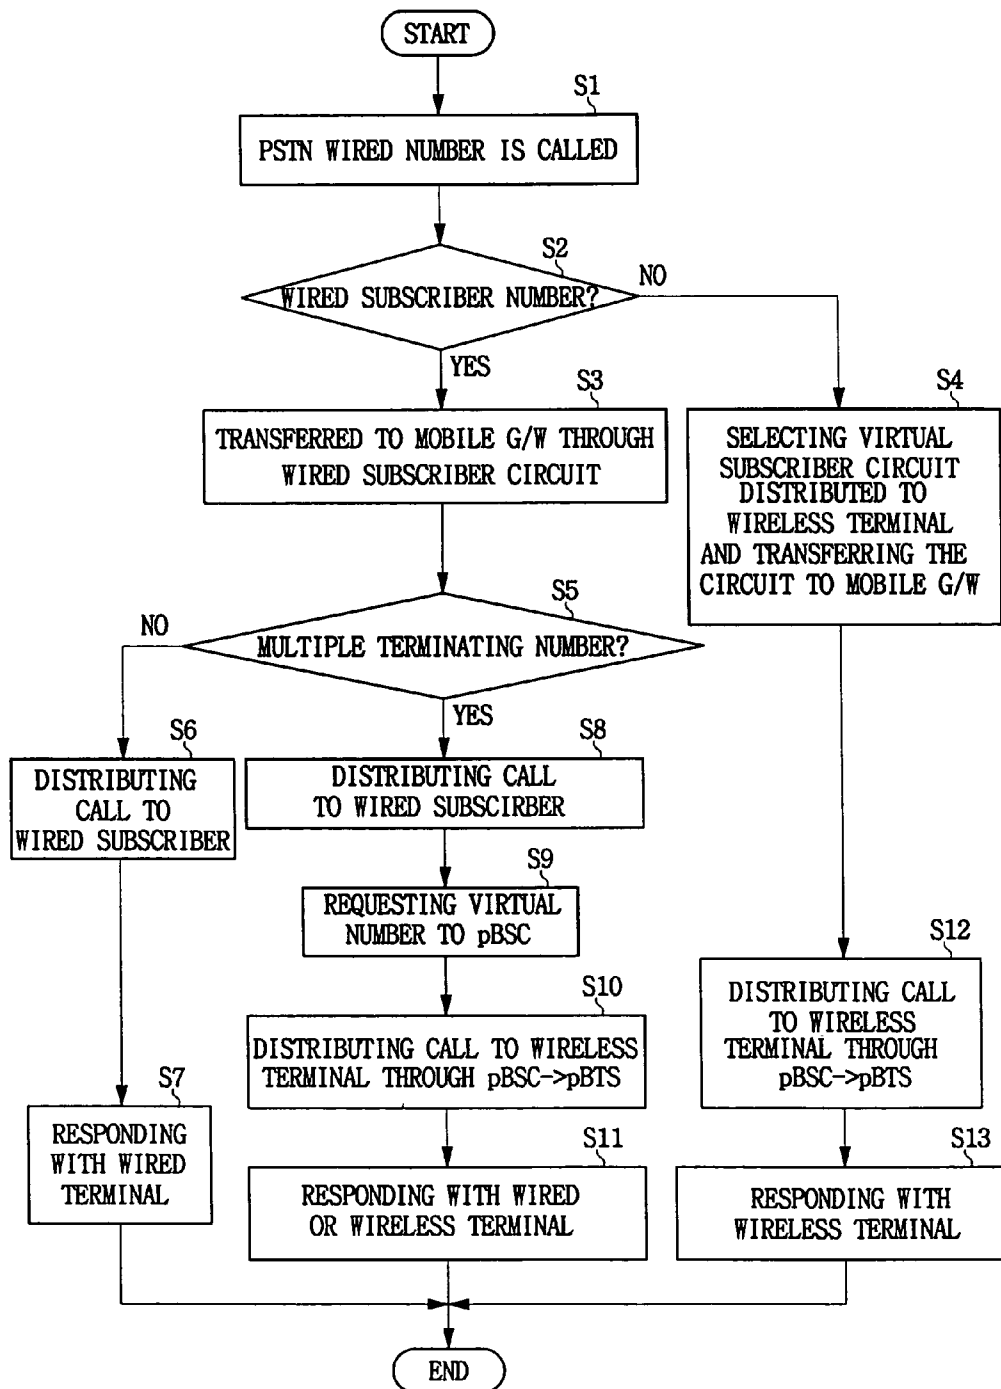 START
S1
PSTN WIRED NUMBER IS CALLED
S2
WIRED SUBSCRIBER NUMBER?
NO
YES
S3
TRANSFERRED TO MOBILE G/W THROUGH
WIRED SUBSCRIBER CIRCUIT
S4
SELECTING VIRTUAL
SUBSCRIBER CIRCUIT
DISTRIBUTED TO
WIRELESS TERMINAL
AND TRANSFERRING THE
CIRCUIT TO MOBILE G/W
S5
MULTIPLE TERMINATING NUMBER?
NO
YES
S6
DISTRIBUTING
CALL TO
WIRED SUBSCRIBER
S8
DISTRIBUTING CALL
TO WIRED SUBSCIRBER
S9
REQUESTING VIRTUAL
NUMBER TO pBSC
S10
DISTRIBUTING CALL TO WIRELESS
TERMINAL THROUGH pBSC->pBTS
S12
DISTRIBUTING CALL
TO WIRELESS
TERMINAL THROUGH
pBSC->pBTS
S7
RESPONDING
WITH WIRED
TERMINAL
S11
RESPONDING WITH WIRED
OR WIRELESS TERMINAL
S13
RESPONDING WITH
WIRELESS TERMINAL
END